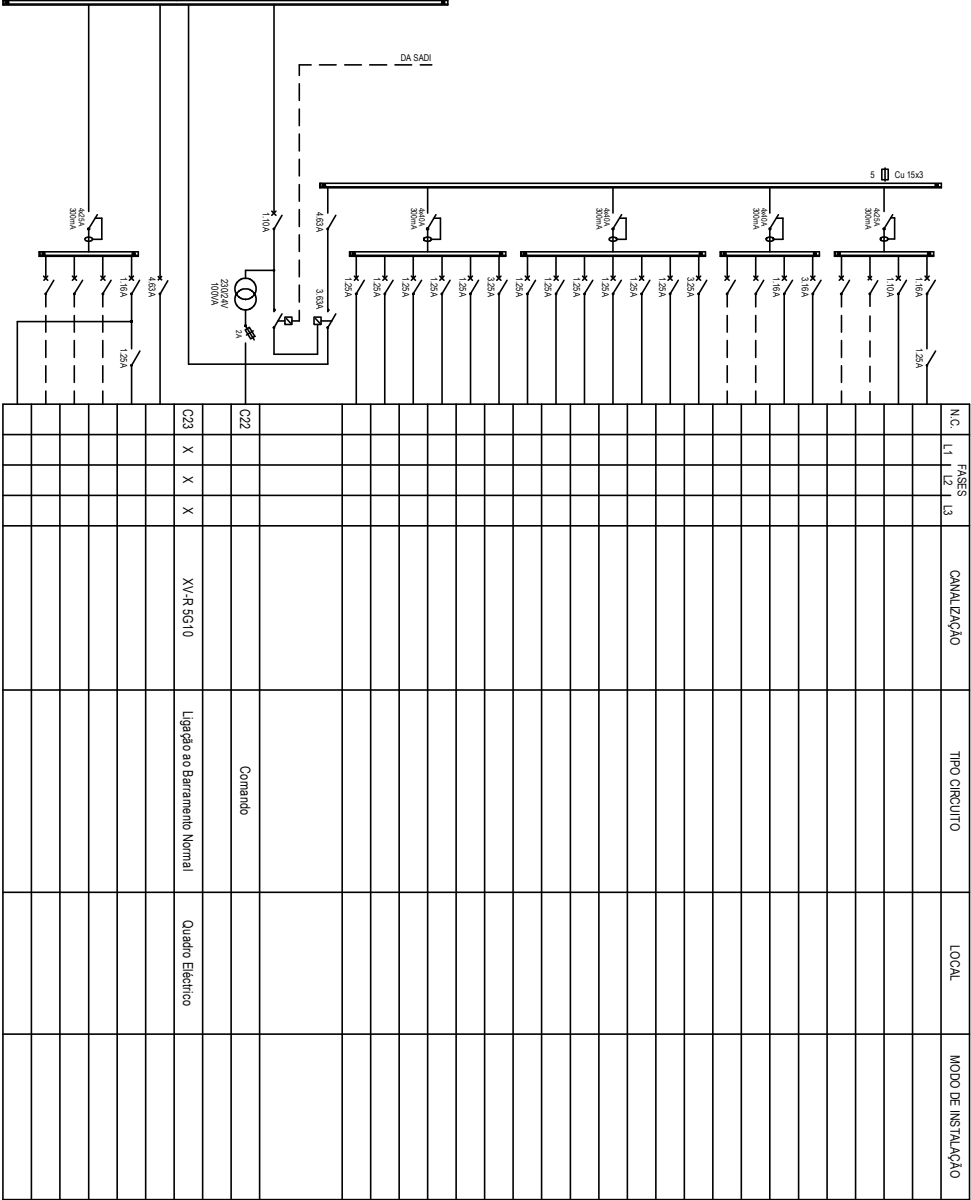 DA SADI
5 Cu 15x3
4x25A
300mA
1.10A
4.63A
4x40A
300mA
4x40A
300mA
4x40A
300mA
4x25A
300mA
1.16A
4.63A
230/24V
100VA
2A
3.63A
1.25A
1.25A
1.25A
1.25A
1.25A
3.25A
1.25A
1.25A
1.25A
1.25A
1.25A
3.25A
3.25A
1.16A
3.16A
1.10A
1.16A
1.25A
1.25A
N.C.
FASES
L1 L2 L3
CANALIZAÇÃO
TIPO CIRCUITO
LOCAL
MODO DE INSTALAÇÃO
C22 Comando
C23 X X X XV-R 5G10 Ligação ao Barramento Normal Quadro Eléctrico